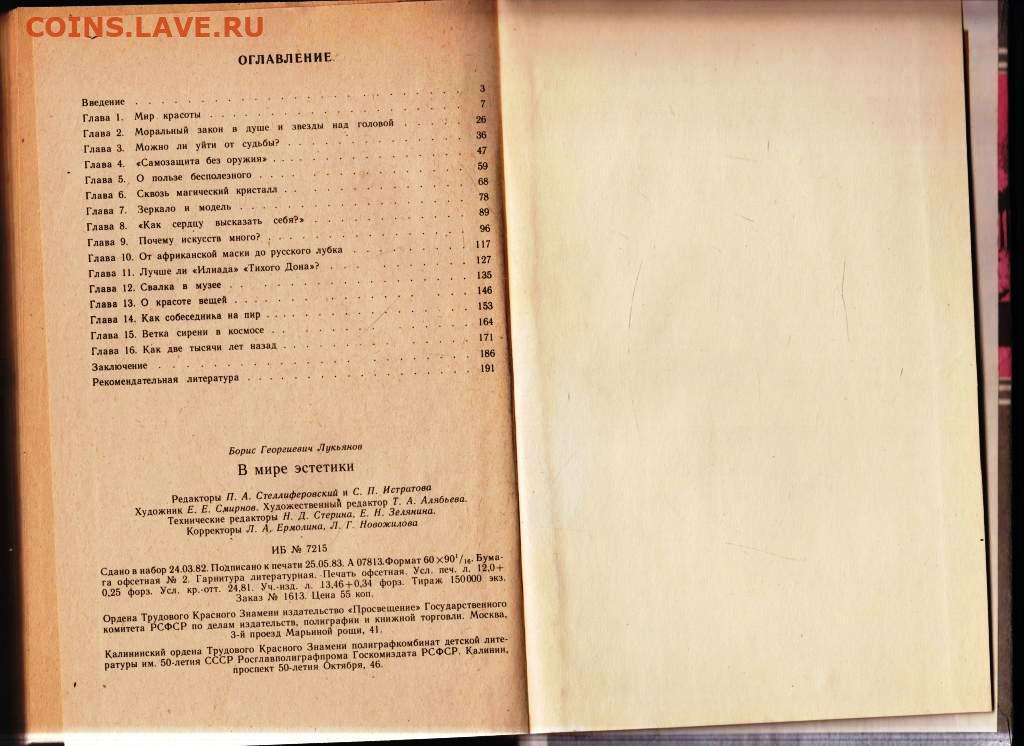 COINS.LAVE.RU
ОГЛАВЛЕНИЕ
Введение . . . 3
Глава 1. Мир красоты . . . 7
Глава 2. Моральный закон в душе и звезды над головой . . . 26
Глава 3. Можно ли уйти от судьбы? . . . 36
Глава 4. «Самозащита без оружия» . . . 47
Глава 5. О пользе бесполезного . . . 59
Глава 6. Сквозь магический кристалл . . . 68
Глава 7. Зеркало и модель . . . 78
Глава 8. «Как сердцу высказать себя?» . . . 89
Глава 9. Почему искусств много? . . . 96
Глава 10. От африканской маски до русского лубка . . . 117
Глава 11. Лучше ли «Илиада» «Тихого Дона»? . . . 127
Глава 12. Свалка в музее . . . 135
Глава 13. О красоте вещей . . . 146
Глава 14. Как собеседника на пир . . . 153
Глава 15. Ветка сирени в космосе . . . 164
Глава 16. Как две тысячи лет назад . . . 171
Заключение . . . 186
Рекомендательная литература . . . 191
Борис Георгиевич Лукьянов
В мире эстетики
Редакторы П. А. Стеллиферовский и С. П. Истратова
Художник Е. Е. Смирнов. Художественный редактор Т. А. Алябьева.
Технические редакторы Н. Д. Стерина, Е. Н. Зелянина.
Корректоры Л. А. Ермолина, Л. Г. Новожилова
ИБ № 7215
Сдано в набор 24.03.82. Подписано к печати 25.05.83. А 07813. Формат 60×90¹/₁₆. Бума-
га офсетная № 2. Гарнитура литературная. Печать офсетная. Усл. печ. л. 12,0+
0,25 форз. Усл. кр.-отт. 24,81. Уч.-изд. л. 13,46+0,34 форз. Тираж 150000 экз.
Заказ № 1613. Цена 55 коп.
Ордена Трудового Красного Знамени издательство «Просвещение» Государственного
комитета РСФСР по делам издательств, полиграфии и книжной торговли. Москва,
3-й проезд Марьиной рощи, 41.
Калининский ордена Трудового Красного Знамени полиграфкомбинат детской лите-
ратуры им. 50-летия СССР Росглавполиграфпрома Госкомиздата РСФСР. Калинин,
проспект 50-летия Октября, 46.